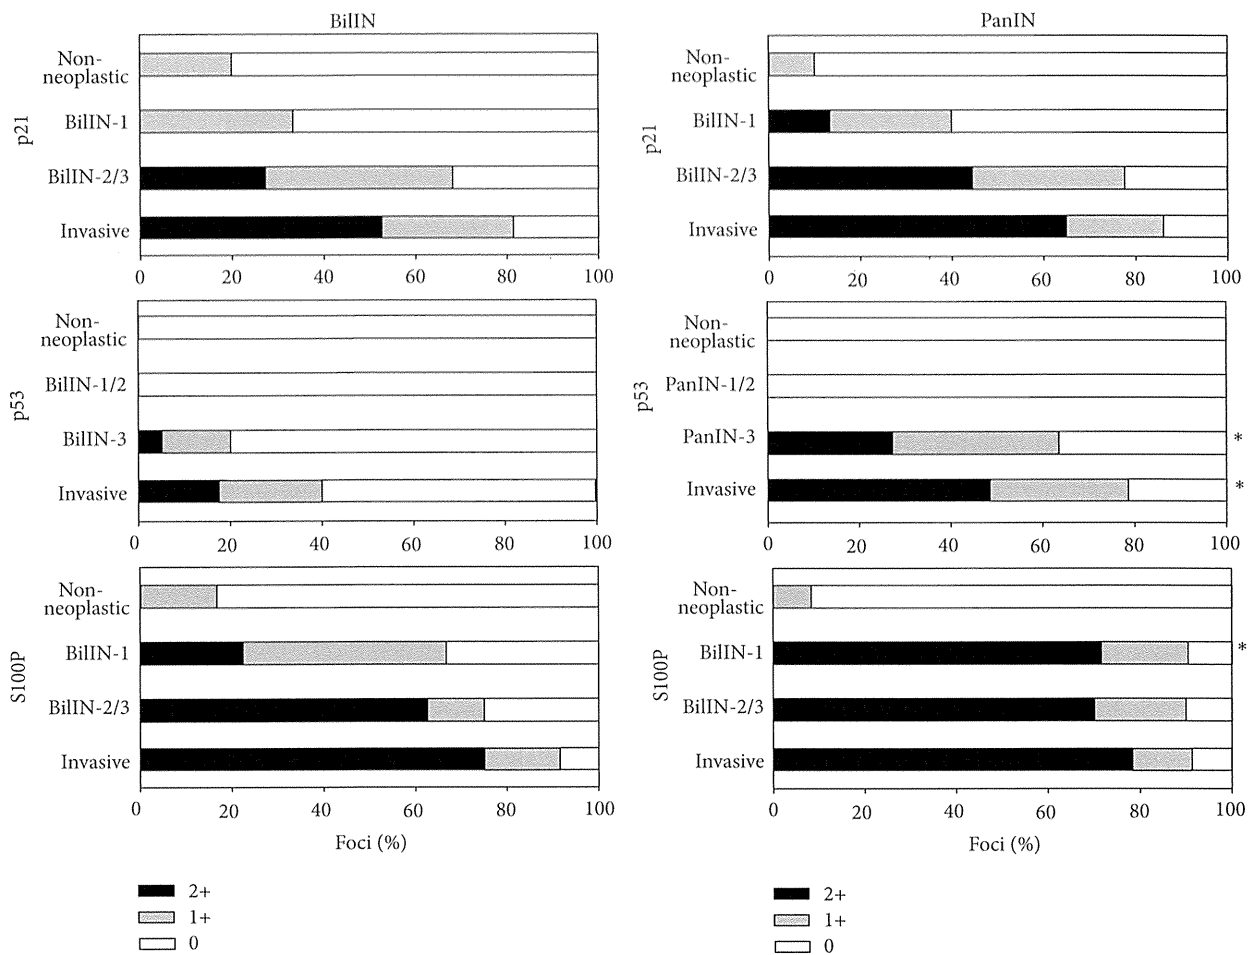 BilIN
p21
Non-
neoplastic
BilIN-1
BilIN-2/3
Invasive
0 20 40 60 80 100
p53
Non-
neoplastic
BilIN-1/2
BilIN-3
Invasive
0 20 40 60 80 100
S100P
Non-
neoplastic
BilIN-1
BilIN-2/3
Invasive
0 20 40 60 80 100
Foci (%)
2+
1+
0
PanIN
p21
Non-
neoplastic
BilIN-1
BilIN-2/3
Invasive
0 20 40 60 80 100
p53
Non-
neoplastic
PanIN-1/2
PanIN-3 *
Invasive *
0 20 40 60 80 100
S100P
Non-
neoplastic
BilIN-1 *
BilIN-2/3
Invasive
0 20 40 60 80 100
Foci (%)
2+
1+
0